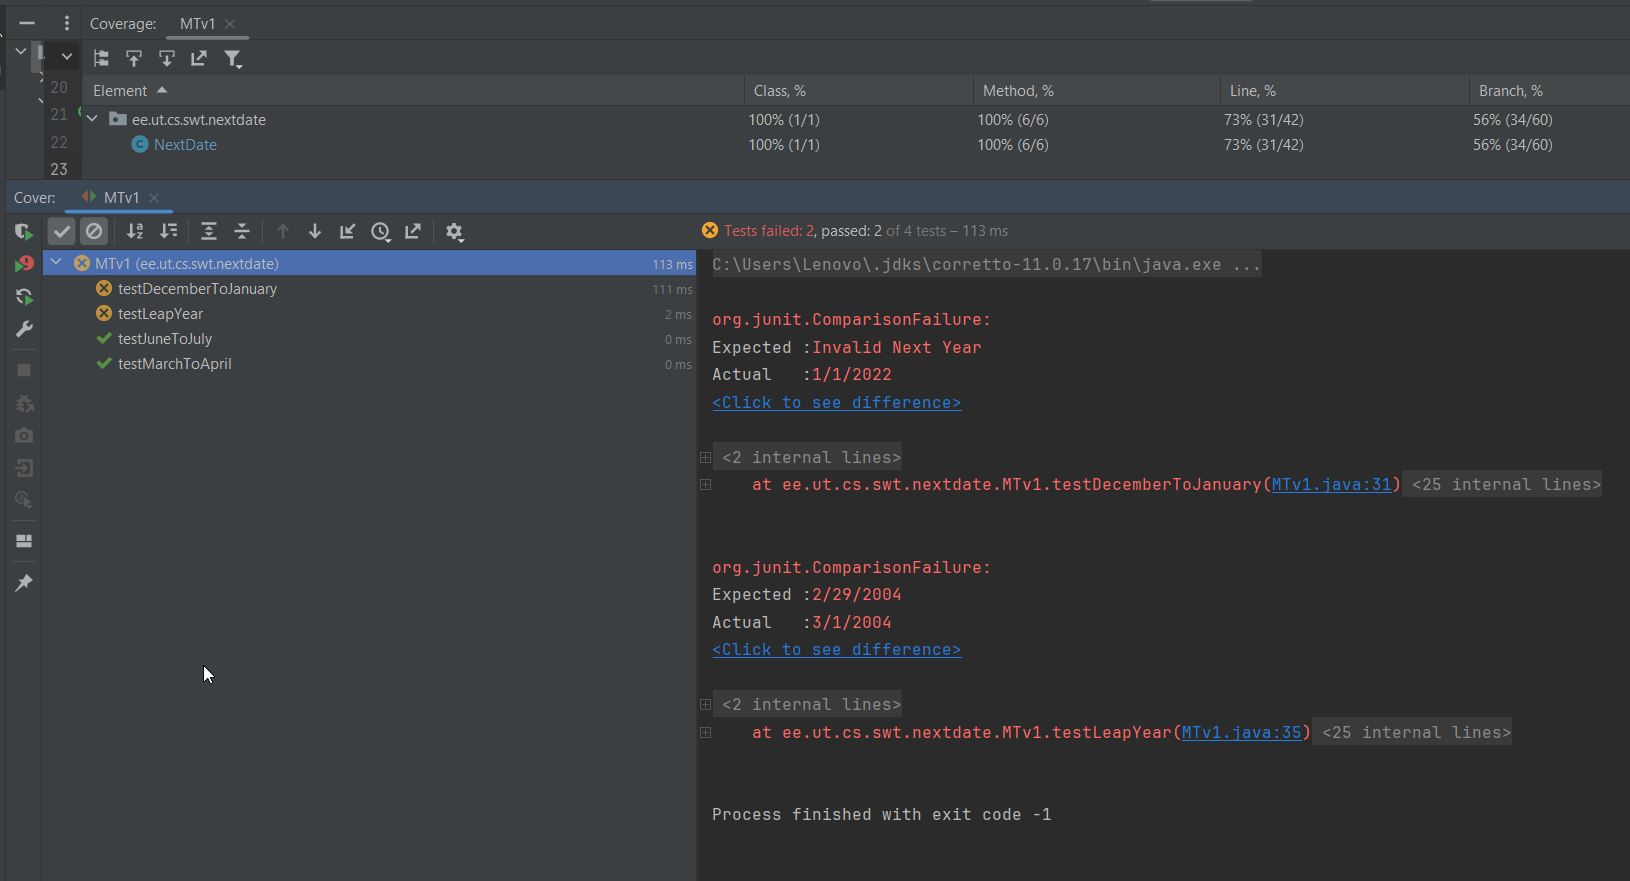 Coverage: MTv1
Element Class, % Method, % Line, % Branch, %
20
21 ee.ut.cs.swt.nextdate 100% (1/1) 100% (6/6) 73% (31/42) 56% (34/60)
22 NextDate 100% (1/1) 100% (6/6) 73% (31/42) 56% (34/60)
23
Cover: MTv1
Tests failed: 2, passed: 2 of 4 tests – 113 ms
MTv1 (ee.ut.cs.swt.nextdate) 113 ms
testDecemberToJanuary 111 ms
testLeapYear 2 ms
testJuneToJuly 0 ms
testMarchToApril 0 ms
C:\Users\Lenovo\.jdks\corretto-11.0.17\bin\java.exe ...
org.junit.ComparisonFailure:
Expected :Invalid Next Year
Actual :1/1/2022
<Click to see difference>
<2 internal lines>
at ee.ut.cs.swt.nextdate.MTv1.testDecemberToJanuary(MTv1.java:31) <25 internal lines>
org.junit.ComparisonFailure:
Expected :2/29/2004
Actual :3/1/2004
<Click to see difference>
<2 internal lines>
at ee.ut.cs.swt.nextdate.MTv1.testLeapYear(MTv1.java:35) <25 internal lines>
Process finished with exit code -1